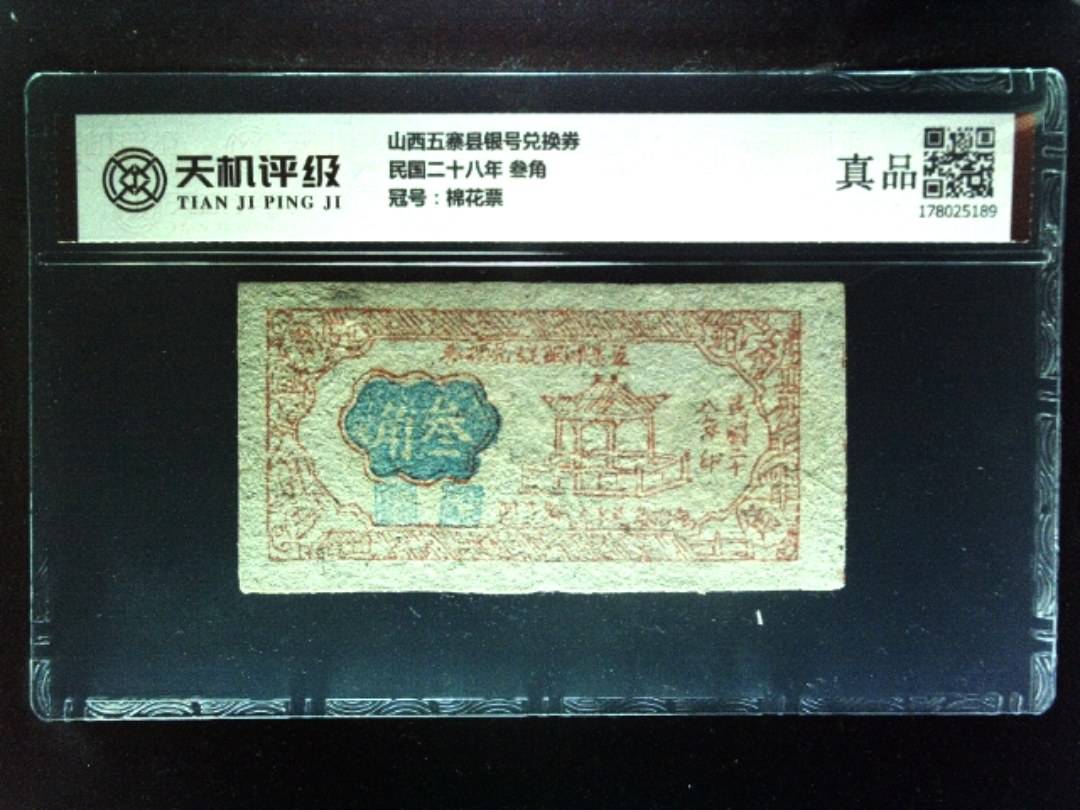 天机评级
TIAN JI PING JI
山西五寨县银号兑换券
民国二十八年 叁角
冠号：棉花票
真品
178025189
叁角
民国二十
八年印